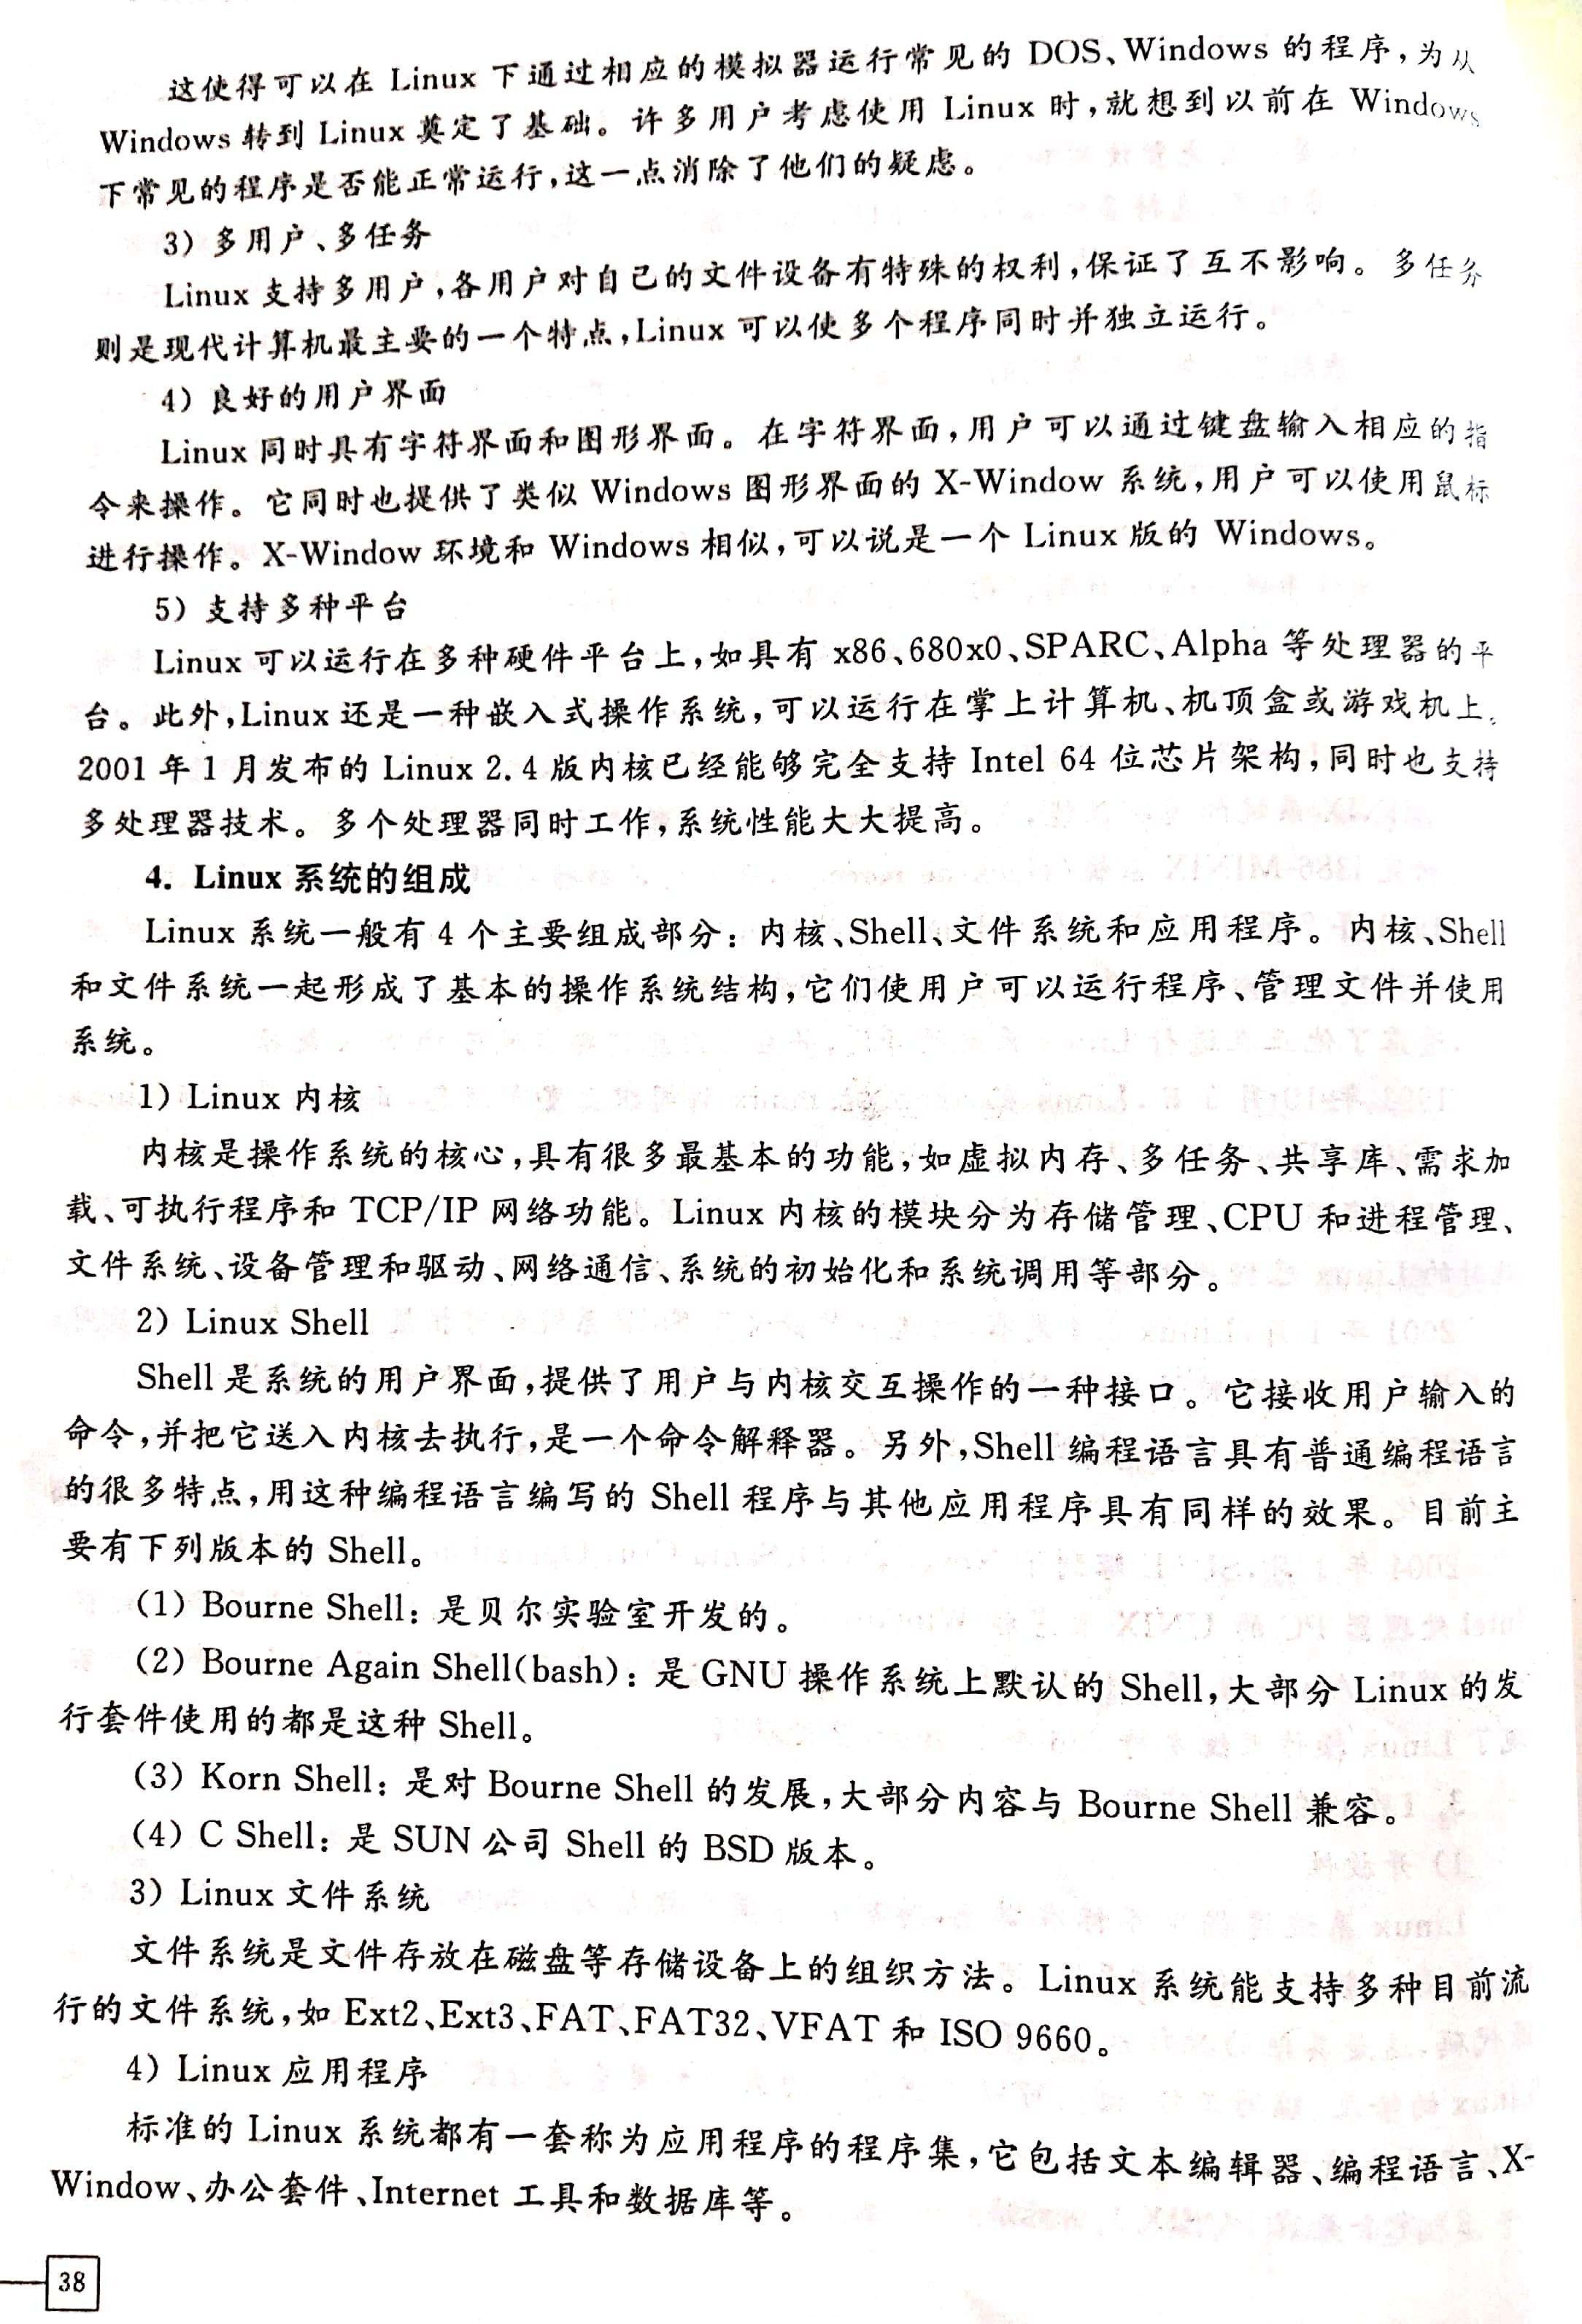 这使得可以在 Linux 下通过相应的模拟器运行常见的 DOS、Windows 的程序，为从
Windows 转到 Linux 奠定了基础。许多用户考虑使用 Linux 时，就想到以前在 Windows
下常见的程序是否能正常运行，这一点消除了他们的疑虑。
3）多用户、多任务
Linux 支持多用户，各用户对自己的文件设备有特殊的权利，保证了互不影响。多任务
则是现代计算机最主要的一个特点，Linux 可以使多个程序同时并独立运行。
4）良好的用户界面
Linux 同时具有字符界面和图形界面。在字符界面，用户可以通过键盘输入相应的指
令来操作。它同时也提供了类似 Windows 图形界面的 X-Window 系统，用户可以使用鼠标
进行操作。X-Window 环境和 Windows 相似，可以说是一个 Linux 版的 Windows。
5）支持多种平台
Linux 可以运行在多种硬件平台上，如具有 x86、680x0、SPARC、Alpha 等处理器的平
台。此外，Linux 还是一种嵌入式操作系统，可以运行在掌上计算机、机顶盒或游戏机上。
2001 年 1 月发布的 Linux 2.4 版内核已经能够完全支持 Intel 64 位芯片架构，同时也支持
多处理器技术。多个处理器同时工作，系统性能大大提高。
4. Linux 系统的组成
Linux 系统一般有 4 个主要组成部分：内核、Shell、文件系统和应用程序。内核、Shell
和文件系统一起形成了基本的操作系统结构，它们使用户可以运行程序、管理文件并使用
系统。
1）Linux 内核
内核是操作系统的核心，具有很多最基本的功能，如虚拟内存、多任务、共享库、需求加
载、可执行程序和 TCP/IP 网络功能。Linux 内核的模块分为存储管理、CPU 和进程管理、
文件系统、设备管理和驱动、网络通信、系统的初始化和系统调用等部分。
2）Linux Shell
Shell 是系统的用户界面，提供了用户与内核交互操作的一种接口。它接收用户输入的
命令，并把它送入内核去执行，是一个命令解释器。另外，Shell 编程语言具有普通编程语言
的很多特点，用这种编程语言编写的 Shell 程序与其他应用程序具有同样的效果。目前主
要有下列版本的 Shell。
（1）Bourne Shell：是贝尔实验室开发的。
（2）Bourne Again Shell(bash)：是 GNU 操作系统上默认的 Shell，大部分 Linux 的发
行套件使用的都是这种 Shell。
（3）Korn Shell：是对 Bourne Shell 的发展，大部分内容与 Bourne Shell 兼容。
（4）C Shell：是 SUN 公司 Shell 的 BSD 版本。
3）Linux 文件系统
文件系统是文件存放在磁盘等存储设备上的组织方法。Linux 系统能支持多种目前流
行的文件系统，如 Ext2、Ext3、FAT、FAT32、VFAT 和 ISO 9660。
4）Linux 应用程序
标准的 Linux 系统都有一套称为应用程序的程序集，它包括文本编辑器、编程语言、X-
Window、办公套件、Internet 工具和数据库等。
38